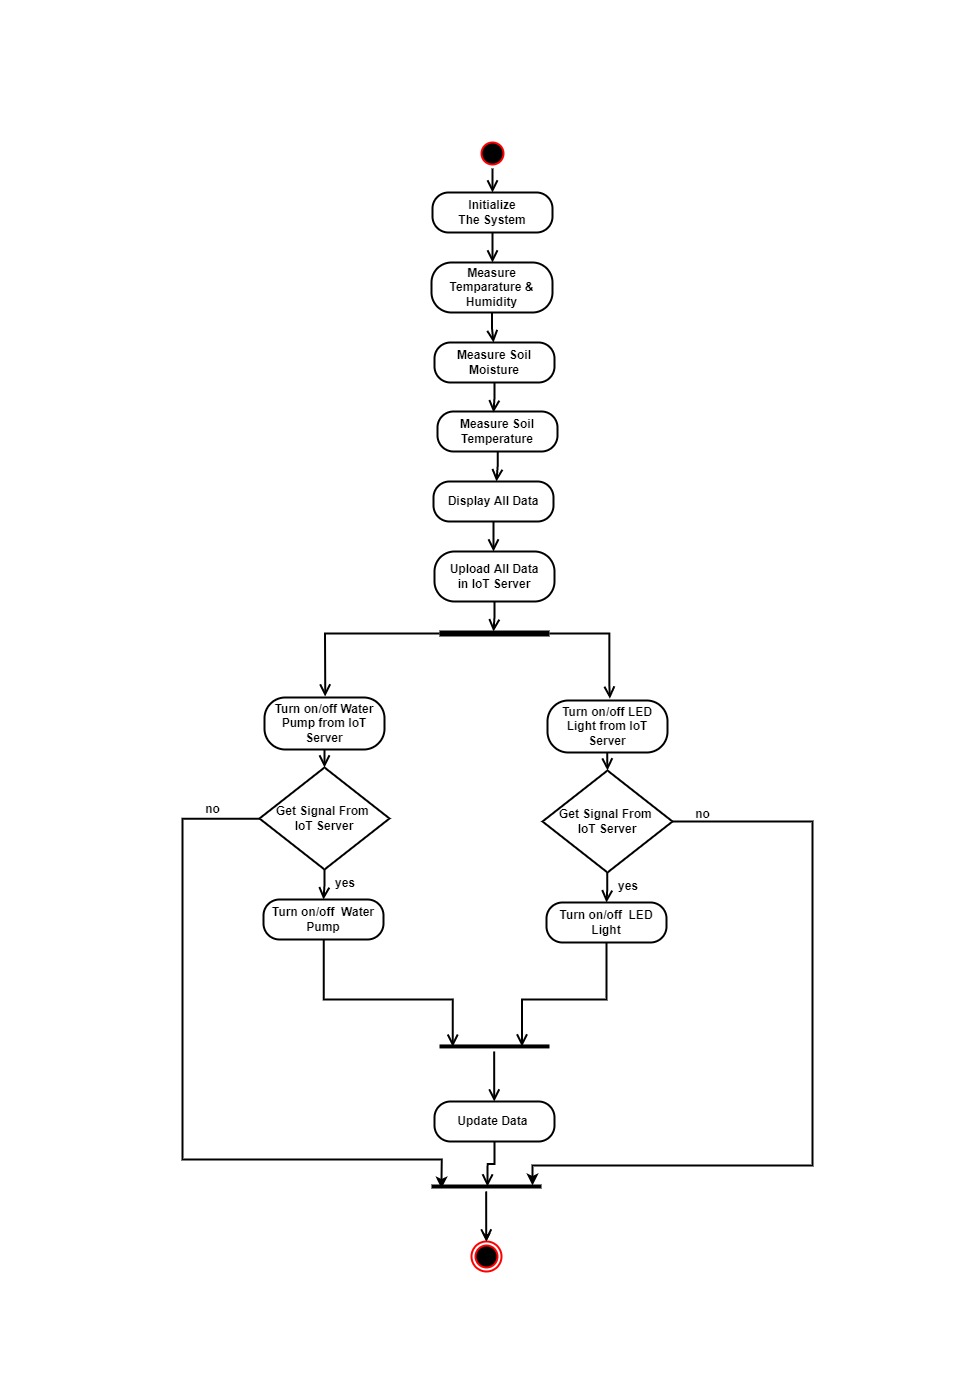 Initialize
The System
Measure
Temparature &
Humidity
Measure Soil
Moisture
Measure Soil
Temperature
Display All Data
Upload All Data
in IoT Server
Turn on/off Water
Pump from IoT
Server
Turn on/off LED
Light from IoT
Server
no
Get Signal From
IoT Server
Get Signal From
IoT Server
no
yes
yes
Turn on/off  Water
Pump
Turn on/off  LED
Light
Update Data